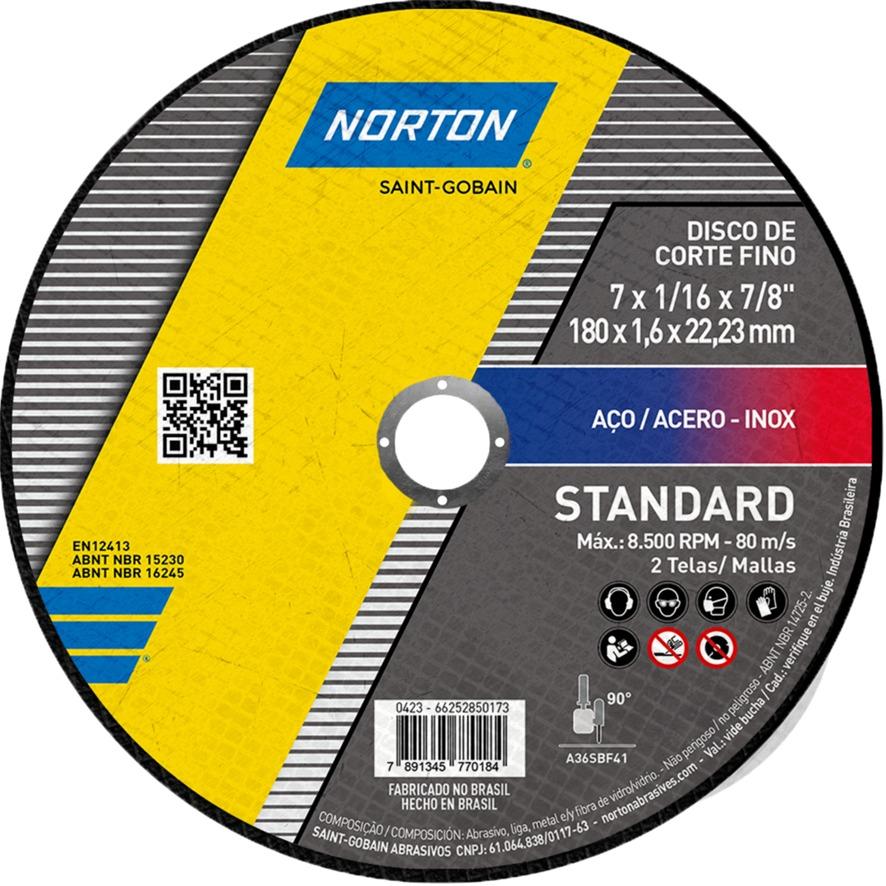 NORTON
®
SAINT-GOBAIN
DISCO DE
CORTE FINO
7 x 1/16 x 7/8"
180 x 1,6 x 22,23 mm
AÇO / ACERO - INOX
STANDARD
Máx.: 8.500 RPM - 80 m/s
2 Telas/ Mallas
EN12413
ABNT NBR 15230
ABNT NBR 16245
®
90°
A36SBF41
0423 - 66252850173
7 891345 770184
FABRICADO NO BRASIL
HECHO EN BRASIL
COMPOSIÇÃO / COMPOSICIÓN: Abrasivo, liga, metal e/y fibra de vidro/vidrio. - Não perigoso / no peligroso - ABNT NBR 14725-2.
SAINT-GOBAIN ABRASIVOS CNPJ: 61.064.838/0117-63 - nortonabrasives.com - Val.: vide bucha / Cad.: verifique en el buje. Indústria Brasileira